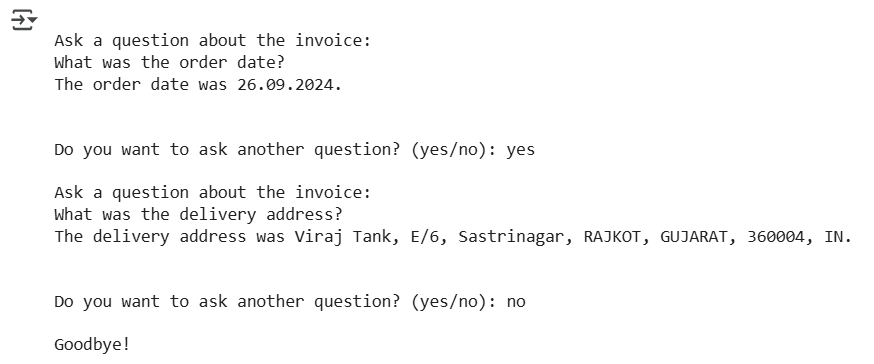 Ask a question about the invoice:
What was the order date?
The order date was 26.09.2024.
Do you want to ask another question? (yes/no): yes
Ask a question about the invoice:
What was the delivery address?
The delivery address was Viraj Tank, E/6, Sastrinagar, RAJKOT, GUJARAT, 360004, IN.
Do you want to ask another question? (yes/no): no
Goodbye!